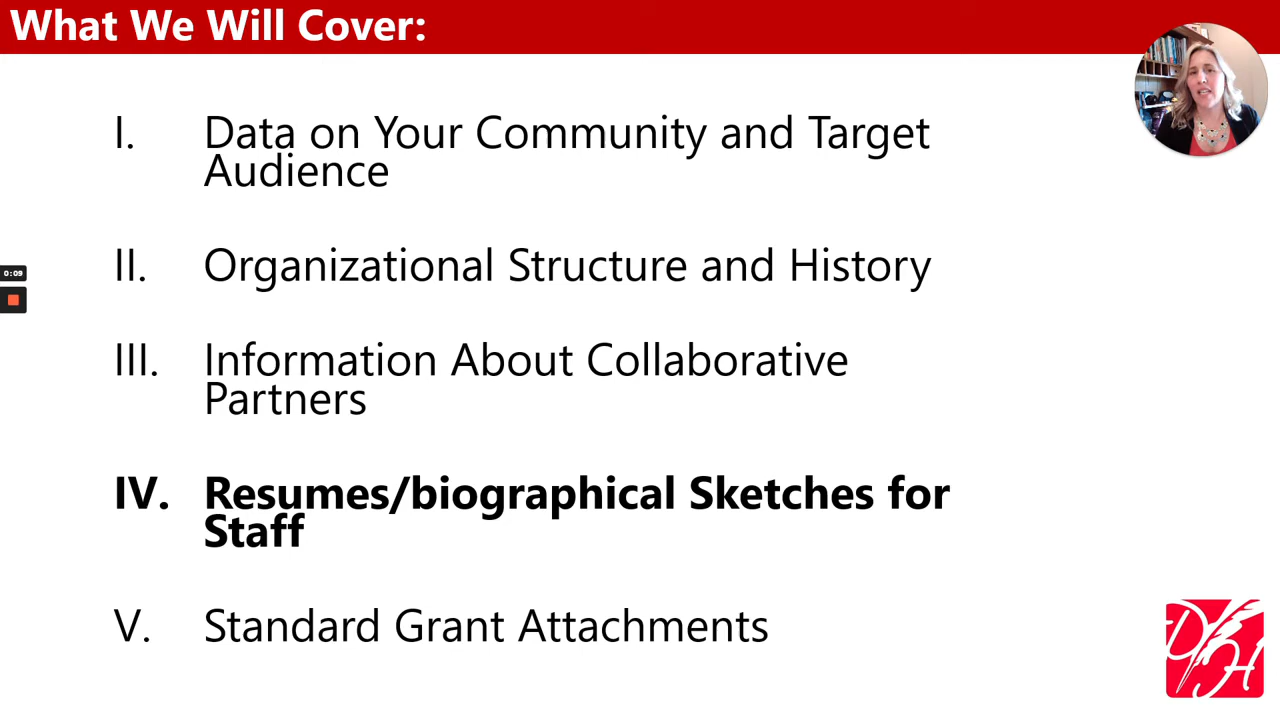 What We Will Cover:
I. Data on Your Community and Target
Audience
II. Organizational Structure and History
0:09
III. Information About Collaborative
Partners
IV. Resumes/biographical Sketches for
Staff
V. Standard Grant Attachments
DH